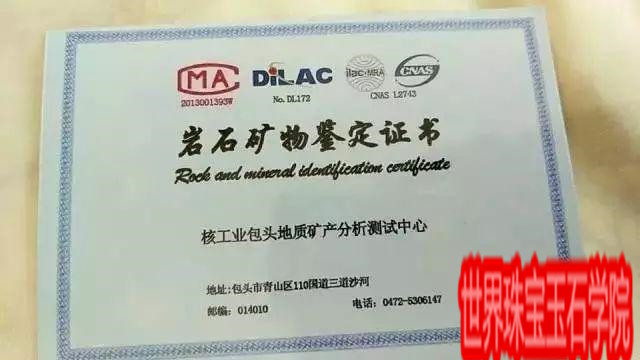 CMA DiLAC ilac-MRA CNAS
2013001393W No. DL172 CNAS L2743
岩石矿物鉴定证书
Rock and mineral identification certificate
核工业包头地质矿产分析测试中心
地址:包头市青山区110国道三道沙河
邮编: 014010 电话: 0472-5306147
世界珠宝玉石学院